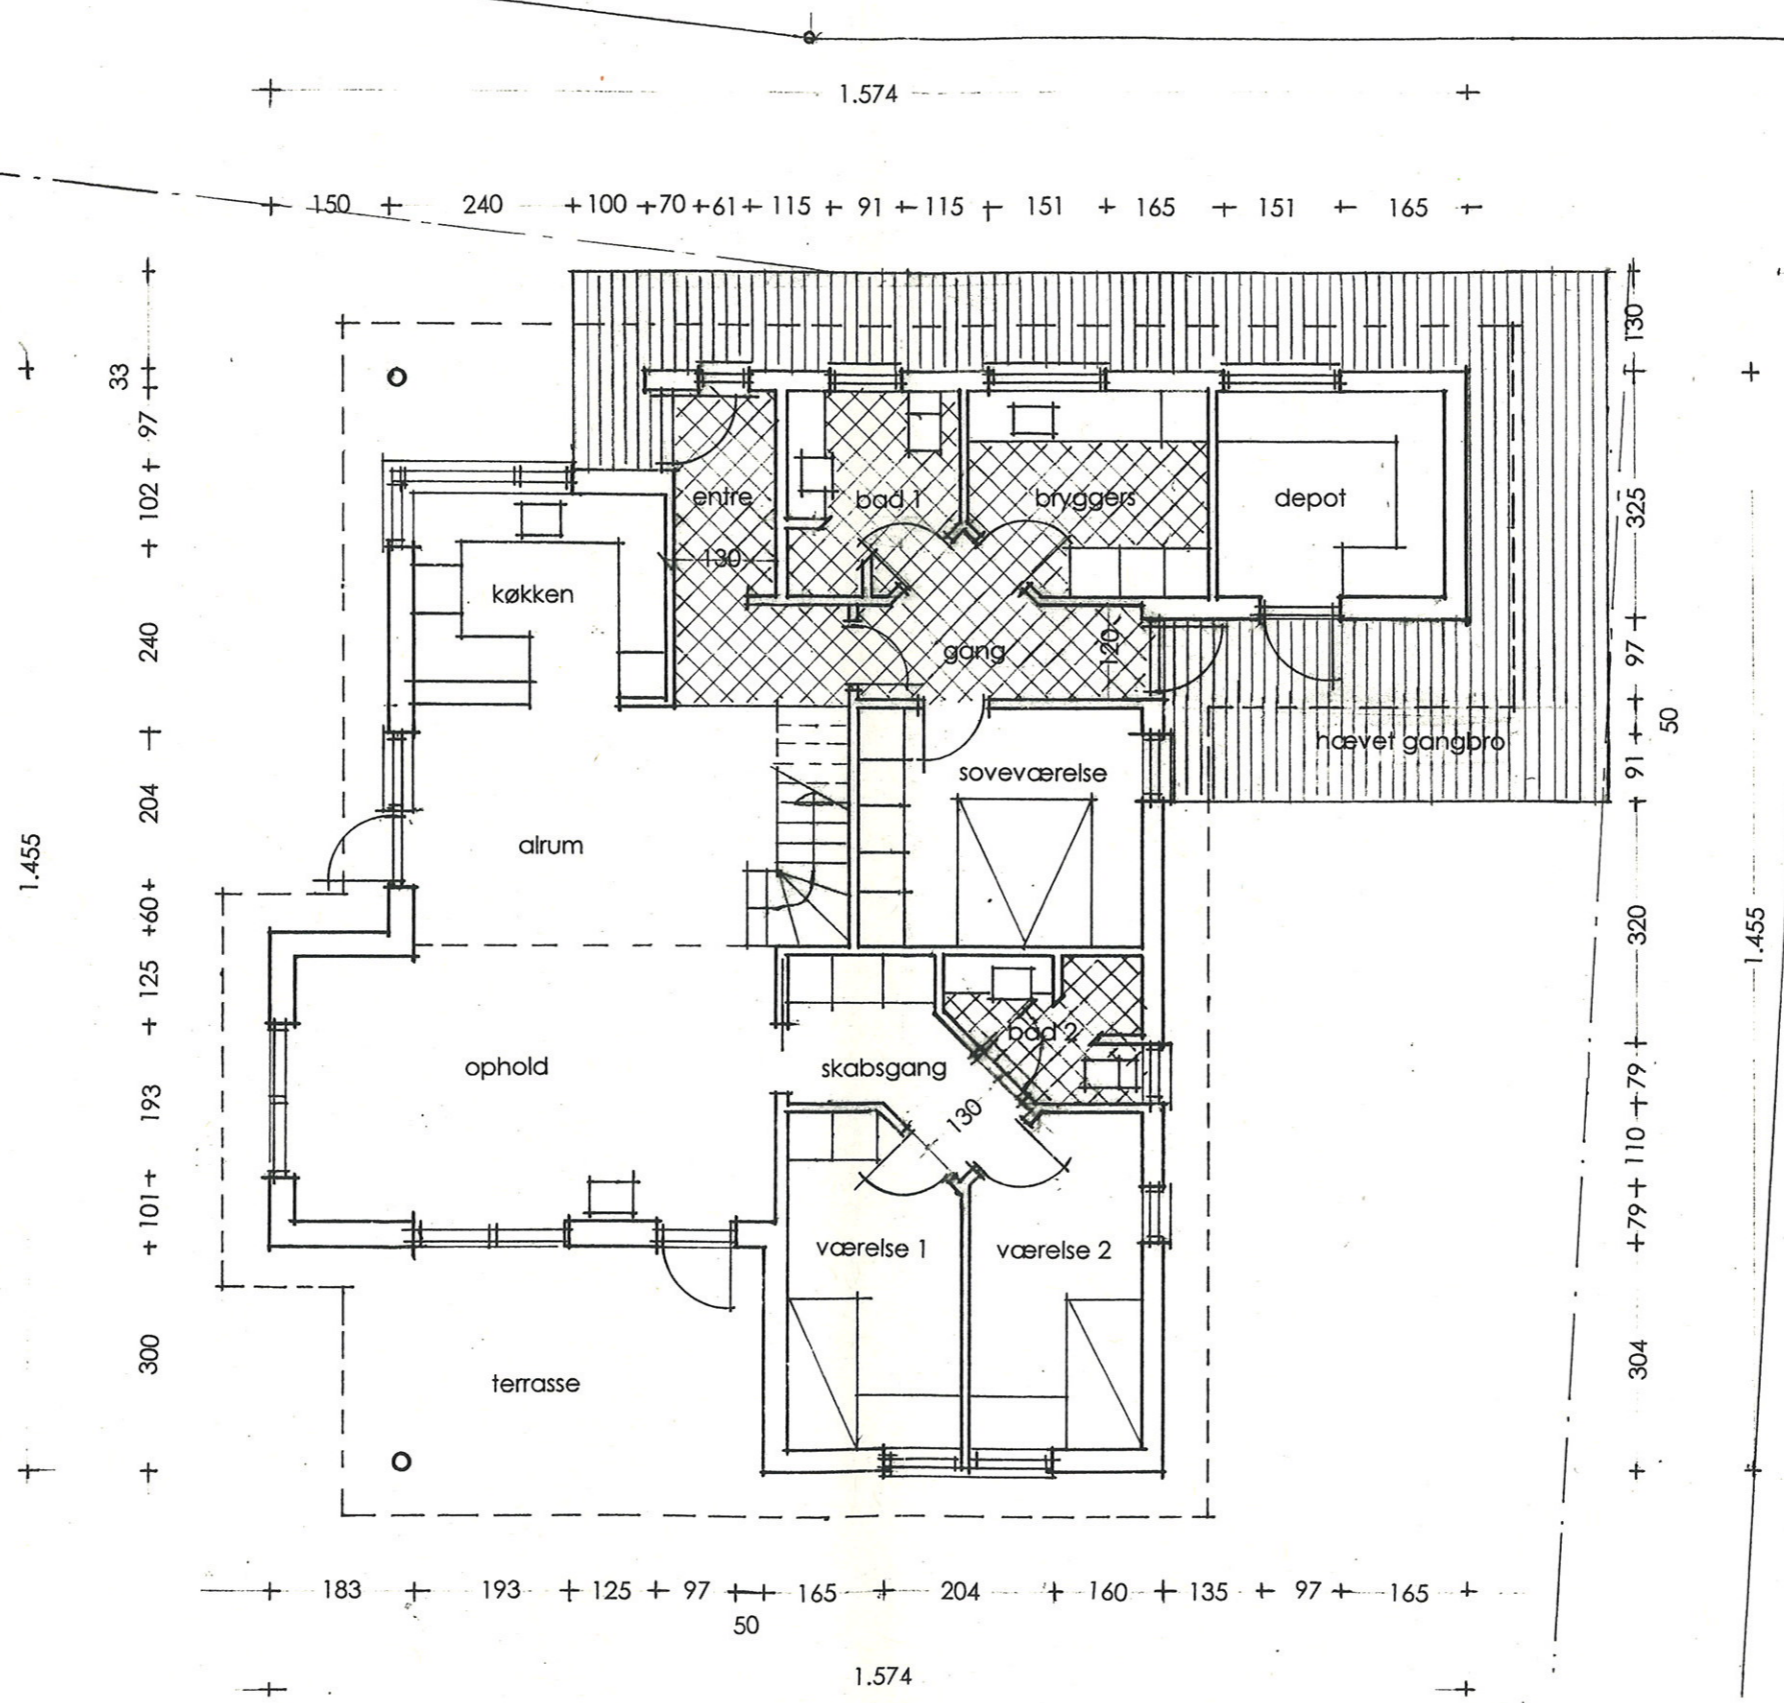 1.574
150 240 100 70 61 115 91 115 151 165 151 165
33
97
102
240
204
60
125
193
101
300
1.455
130
325
97
50
91
320
79
79
110
79
304
1.455
entre
bad 1
bryggers
depot
130
køkken
gang
120
hævet gangbro
soveværelse
alrum
bad 2
ophold
skabsgang
130
værelse 1
værelse 2
terrasse
183 193 125 97 165 204 160 135 97 165
50
1.574